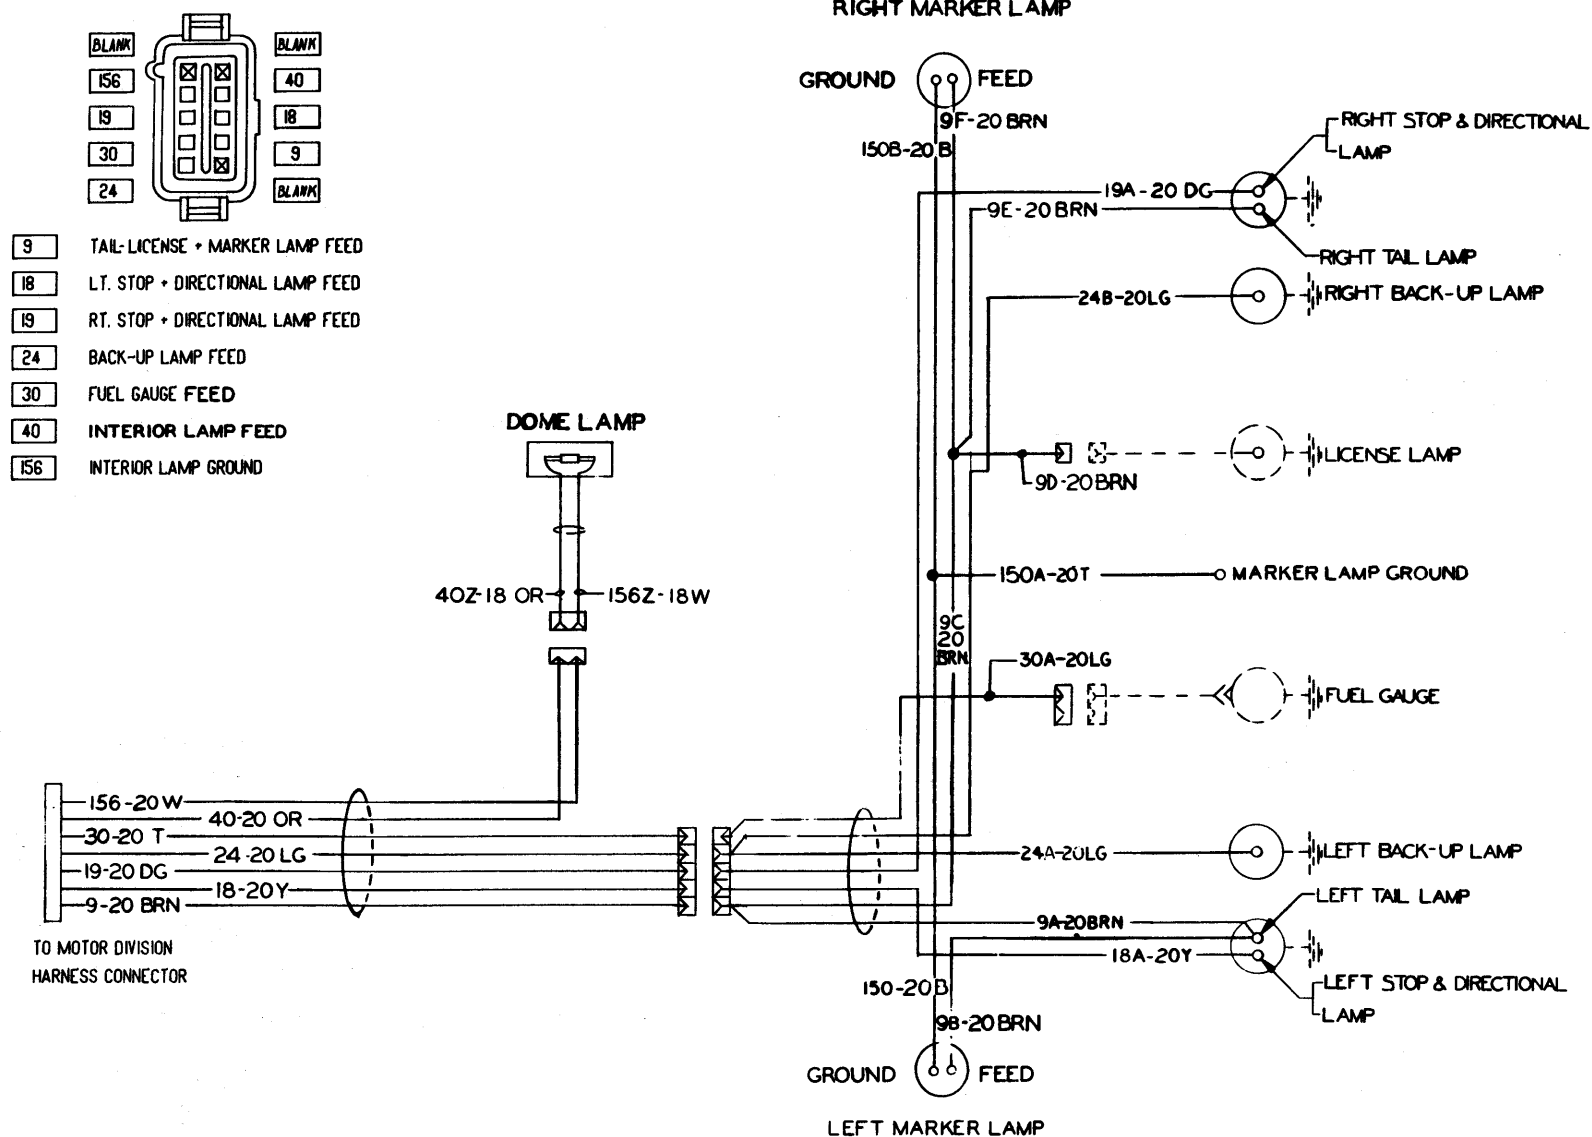 RIGHT MARKER LAMP
BLANK
BLANK
156
40
19
18
30
9
24
BLANK
9 TAIL-LICENSE + MARKER LAMP FEED
18 LT. STOP + DIRECTIONAL LAMP FEED
19 RT. STOP + DIRECTIONAL LAMP FEED
24 BACK-UP LAMP FEED
30 FUEL GAUGE FEED
40 INTERIOR LAMP FEED
156 INTERIOR LAMP GROUND
GROUND
FEED
9F-20 BRN
150B-20 B
RIGHT STOP & DIRECTIONAL
LAMP
19A-20 DG
9E-20 BRN
RIGHT TAIL LAMP
24B-20LG
RIGHT BACK-UP LAMP
DOME LAMP
LICENSE LAMP
9D-20 BRN
150A-20T
MARKER LAMP GROUND
40Z-18 OR
156Z-18W
9C
20
BRN
30A-20LG
FUEL GAUGE
156-20W
40-20 OR
30-20 T
24-20 LG
19-20 DG
18-20Y
9-20 BRN
TO MOTOR DIVISION
HARNESS CONNECTOR
24A-20LG
LEFT BACK-UP LAMP
LEFT TAIL LAMP
9A-20BRN
18A-20Y
LEFT STOP & DIRECTIONAL
LAMP
150-20B
9B-20BRN
GROUND
FEED
LEFT MARKER LAMP